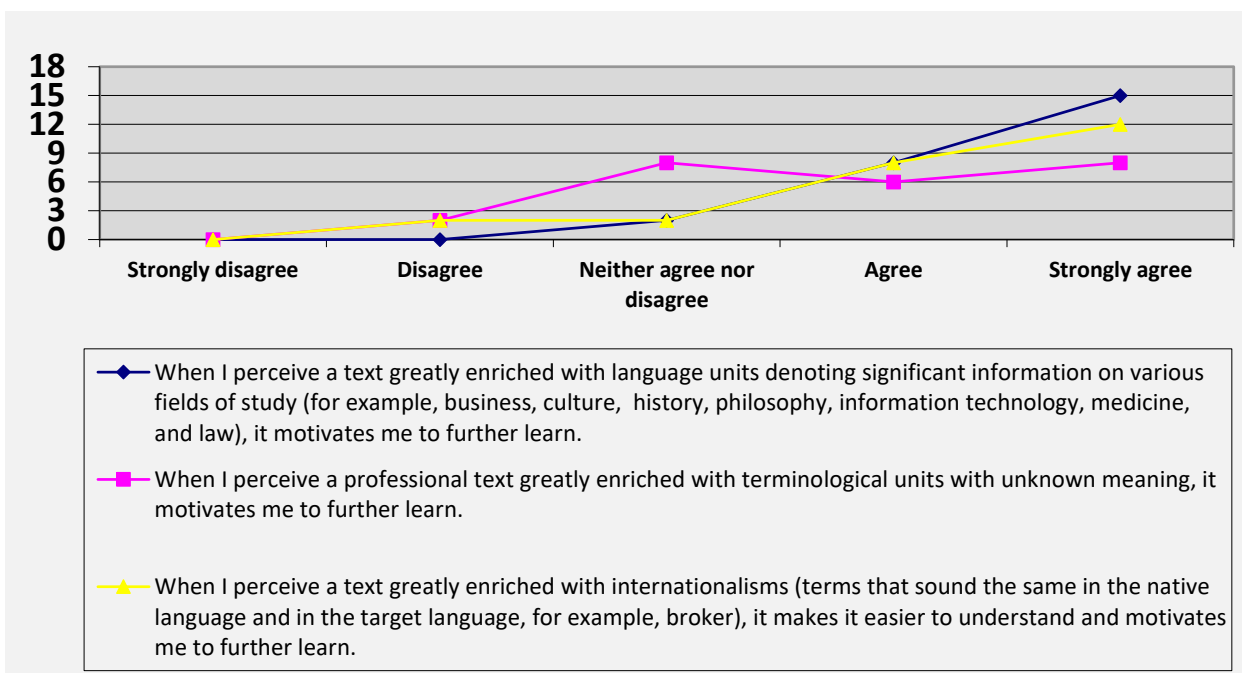 18
15
12
9
6
3
0
Strongly disagree
Disagree
Neither agree nor
disagree
Agree
Strongly agree
When I perceive a text greatly enriched with language units denoting significant information on various
fields of study (for example, business, culture, history, philosophy, information technology, medicine,
and law), it motivates me to further learn.
When I perceive a professional text greatly enriched with terminological units with unknown meaning, it
motivates me to further learn.
When I perceive a text greatly enriched with internationalisms (terms that sound the same in the native
language and in the target language, for example, broker), it makes it easier to understand and motivates
me to further learn.